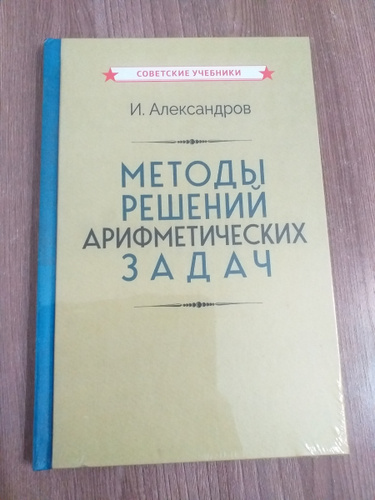 СОВЕТСКИЕ УЧЕБНИКИ
И. Александров
МЕТОДЫ
РЕШЕНИЙ
АРИФМЕТИЧЕСКИХ
ЗАДАЧ